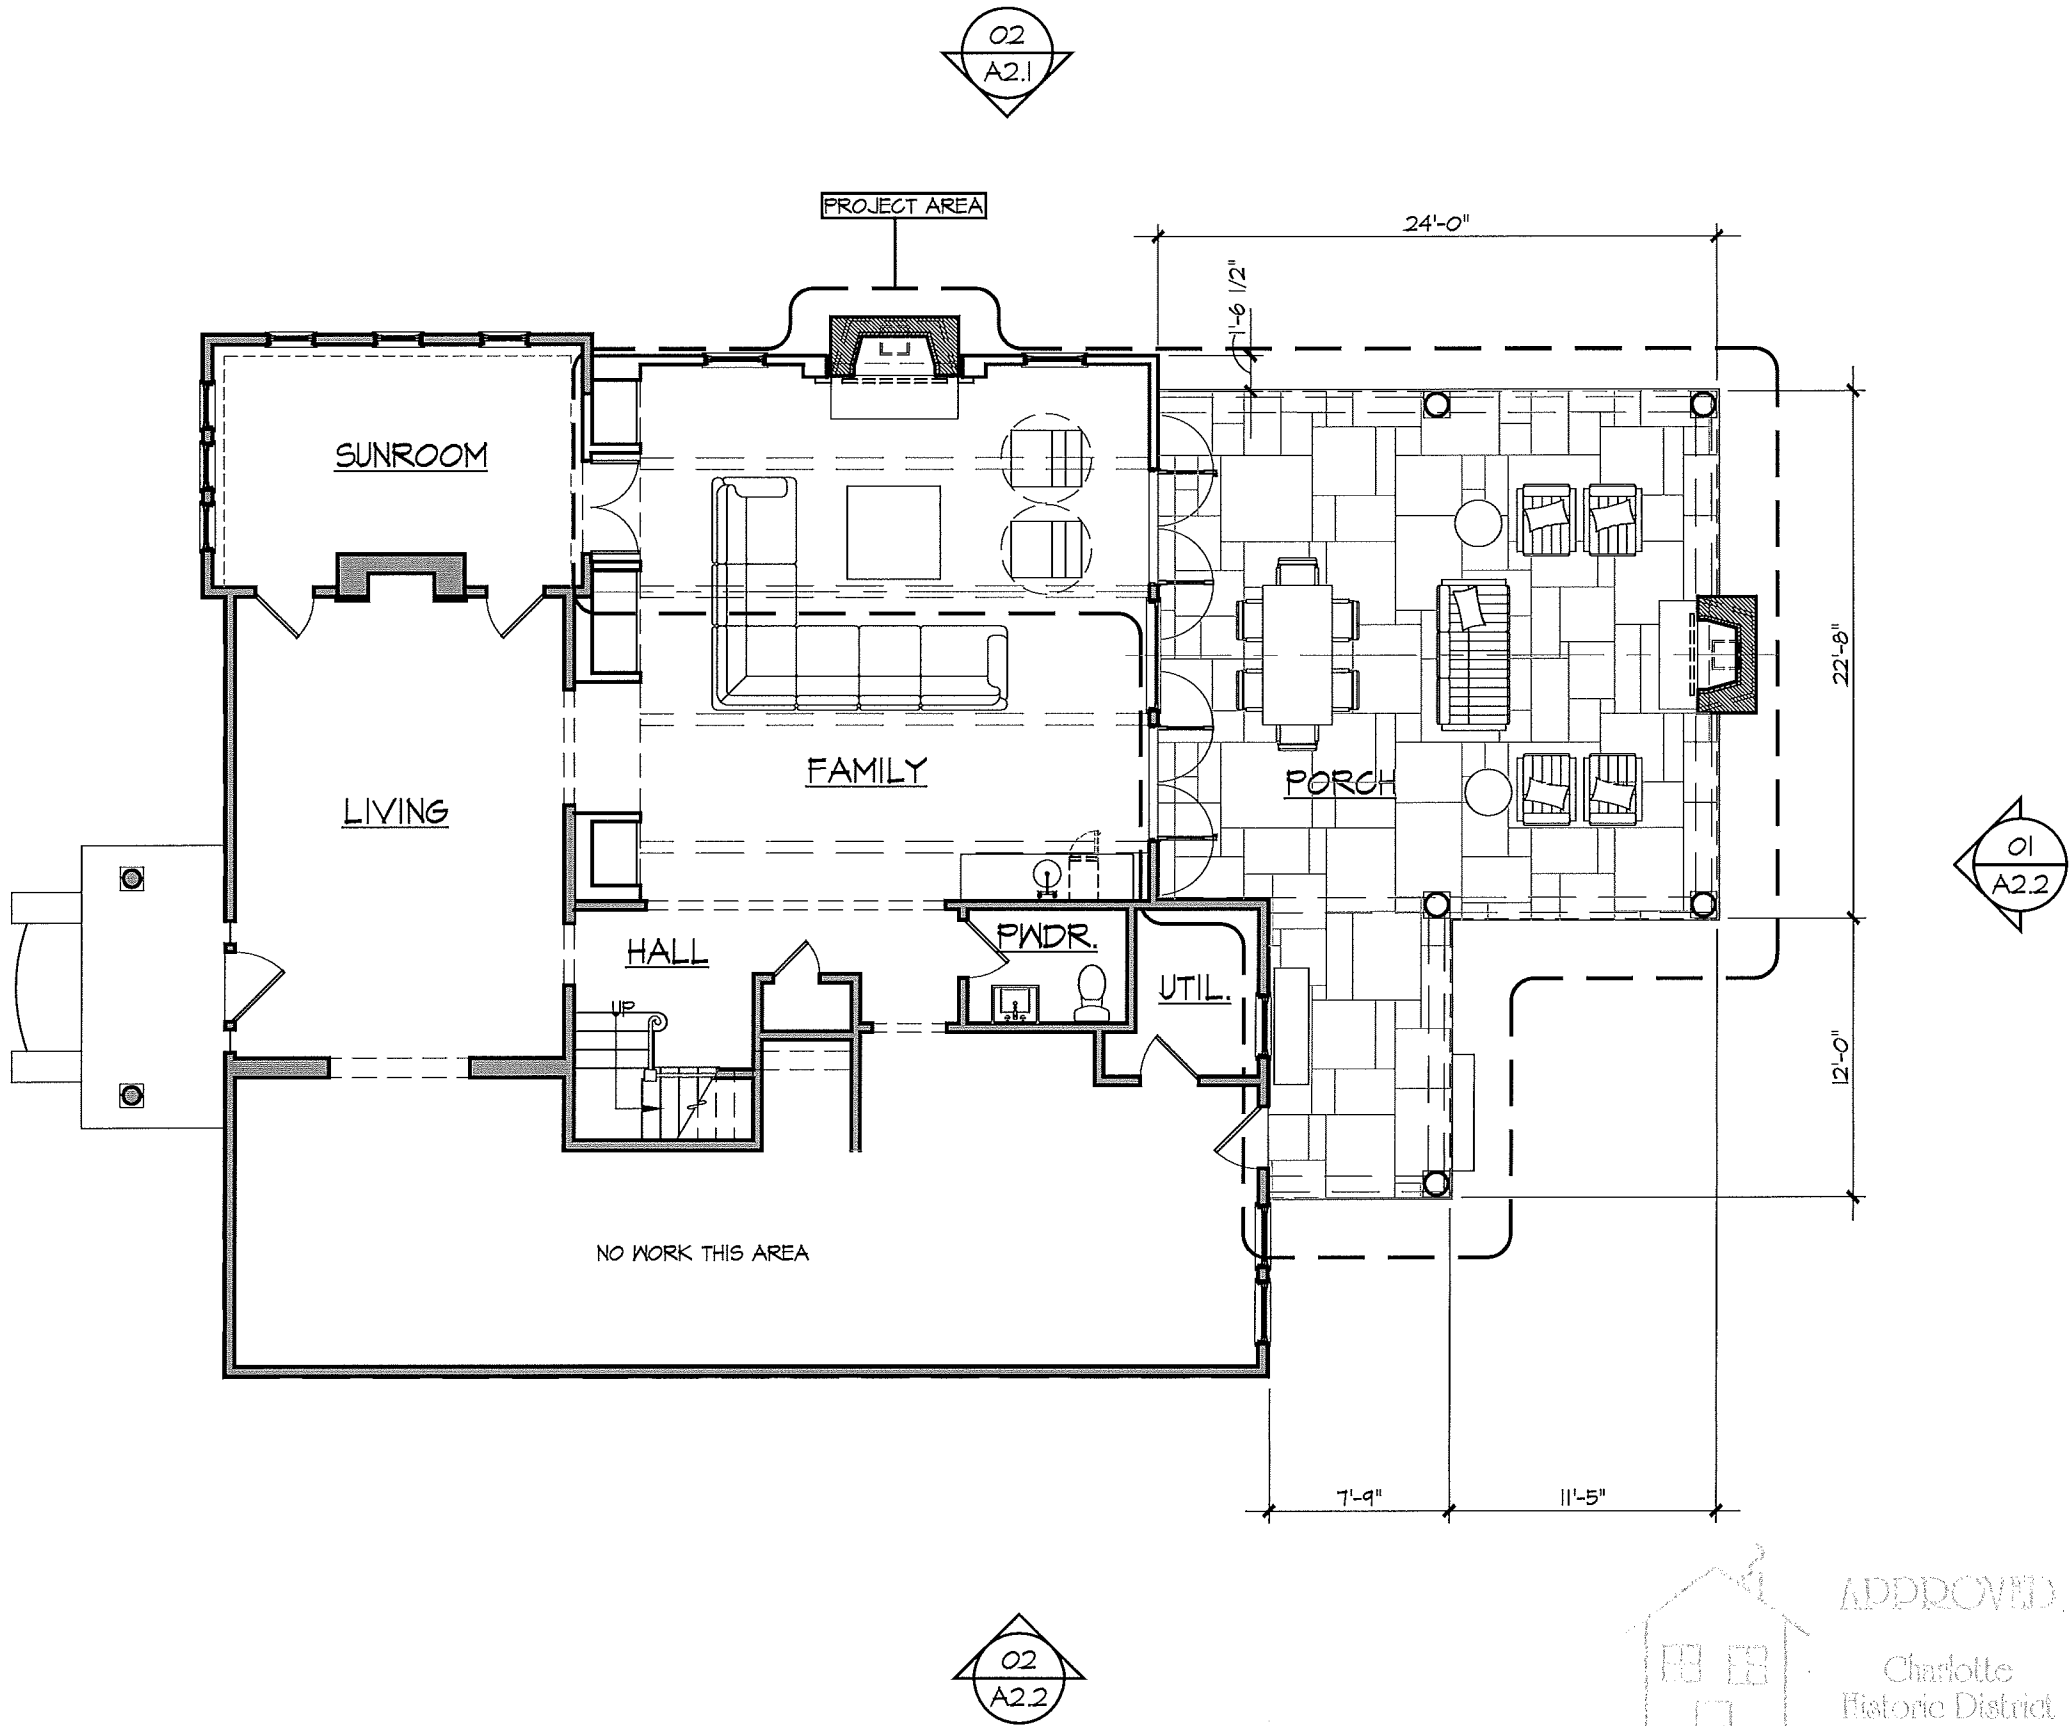 02
A2.1
PROJECT AREA
24'-0"
1'-6 1/2"
SUNROOM
22'-8"
FAMILY
PORCH
LIVING
01
A2.2
HALL
PWDR.
UTIL.
UP
12'-0"
NO WORK THIS AREA
7'-9"
11'-5"
APPROVED
Charlotte
Historic District
02
A2.2